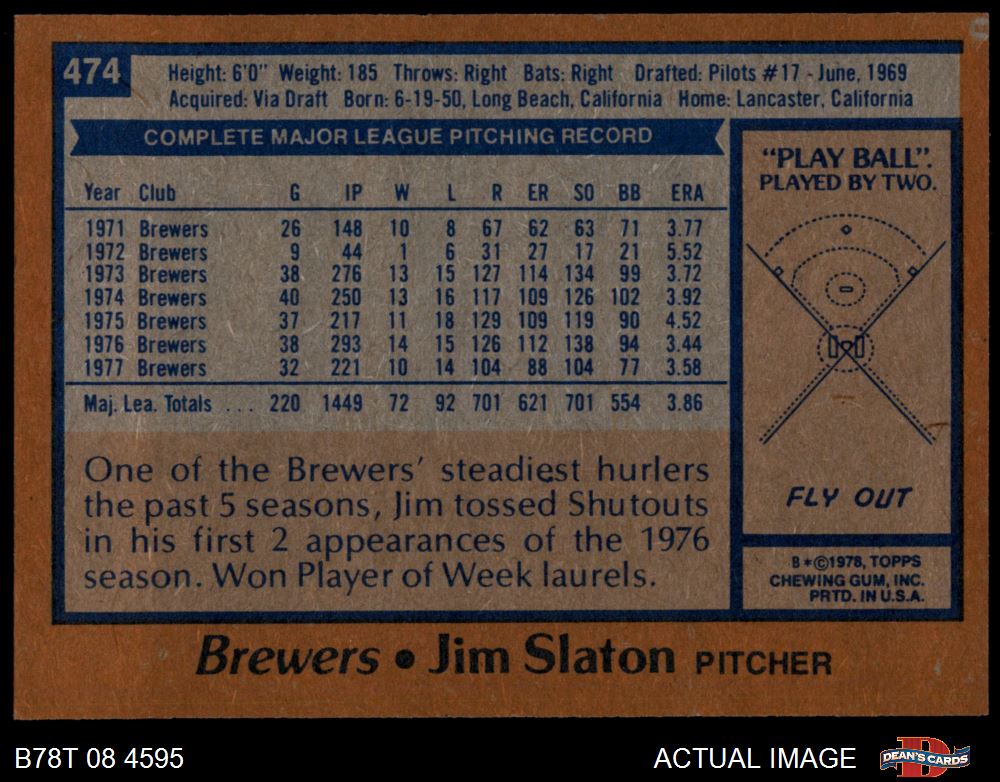 474
Height: 6'0" Weight: 185 Throws: Right Bats: Right Drafted: Pilots #17 - June, 1969
Acquired: Via Draft Born: 6-19-50, Long Beach, California Home: Lancaster, California
COMPLETE MAJOR LEAGUE PITCHING RECORD
Year Club G IP W L R ER SO BB ERA
1971 Brewers 26 148 10 8 67 62 63 71 3.77
1972 Brewers 9 44 1 6 31 27 17 21 5.52
1973 Brewers 38 276 13 15 127 114 134 99 3.72
1974 Brewers 40 250 13 16 117 109 126 102 3.92
1975 Brewers 37 217 11 18 129 109 119 90 4.52
1976 Brewers 38 293 14 15 126 112 138 94 3.44
1977 Brewers 32 221 10 14 104 88 104 77 3.58
Maj. Lea. Totals ... 220 1449 72 92 701 621 701 554 3.86
One of the Brewers' steadiest hurlers
the past 5 seasons, Jim tossed Shutouts
in his first 2 appearances of the 1976
season. Won Player of Week laurels.
"PLAY BALL".
PLAYED BY TWO.
FLY OUT
B*©1978, TOPPS
CHEWING GUM, INC.
PRTD. IN U.S.A.
Brewers • Jim Slaton PITCHER
B78T 08 4595
ACTUAL IMAGE
DEAN'S CARDS